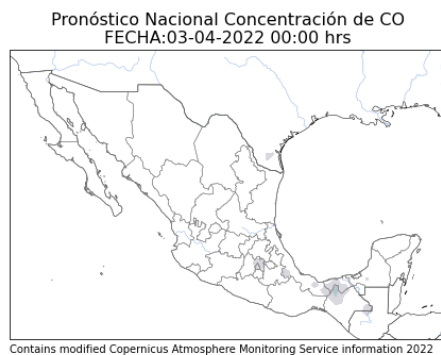 Pronóstico Nacional Concentración de CO
FECHA:03-04-2022 00:00 hrs
Contains modified Copernicus Atmosphere Monitoring Service information 2022